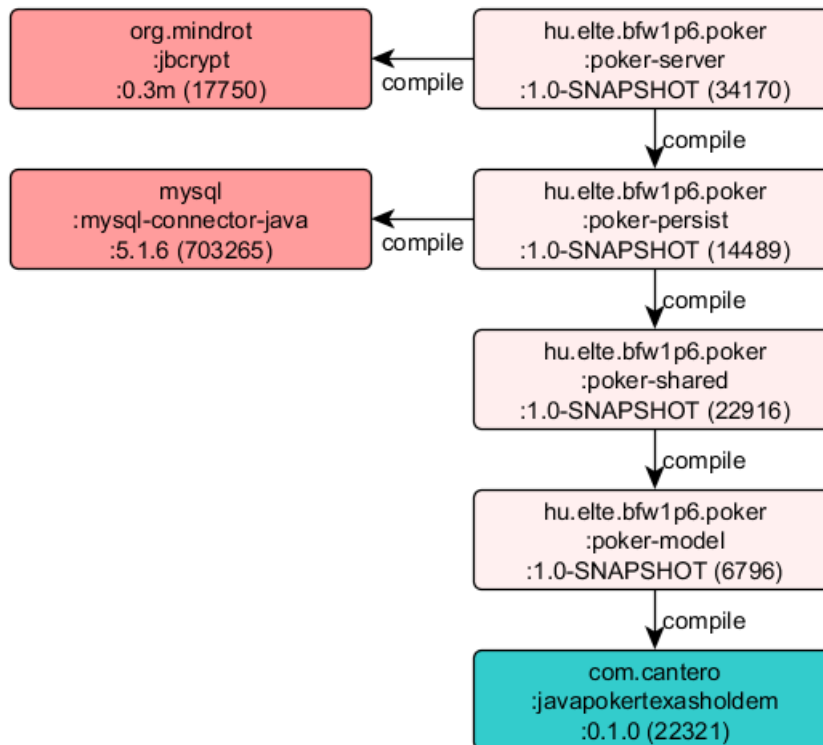 org.mindrot
:jbcrypt
:0.3m (17750)
compile
hu.elte.bfw1p6.poker
:poker-server
:1.0-SNAPSHOT (34170)
compile
mysql
:mysql-connector-java
:5.1.6 (703265)
compile
hu.elte.bfw1p6.poker
:poker-persist
:1.0-SNAPSHOT (14489)
compile
hu.elte.bfw1p6.poker
:poker-shared
:1.0-SNAPSHOT (22916)
compile
hu.elte.bfw1p6.poker
:poker-model
:1.0-SNAPSHOT (6796)
compile
com.cantero
:javapokertexasholdem
:0.1.0 (22321)